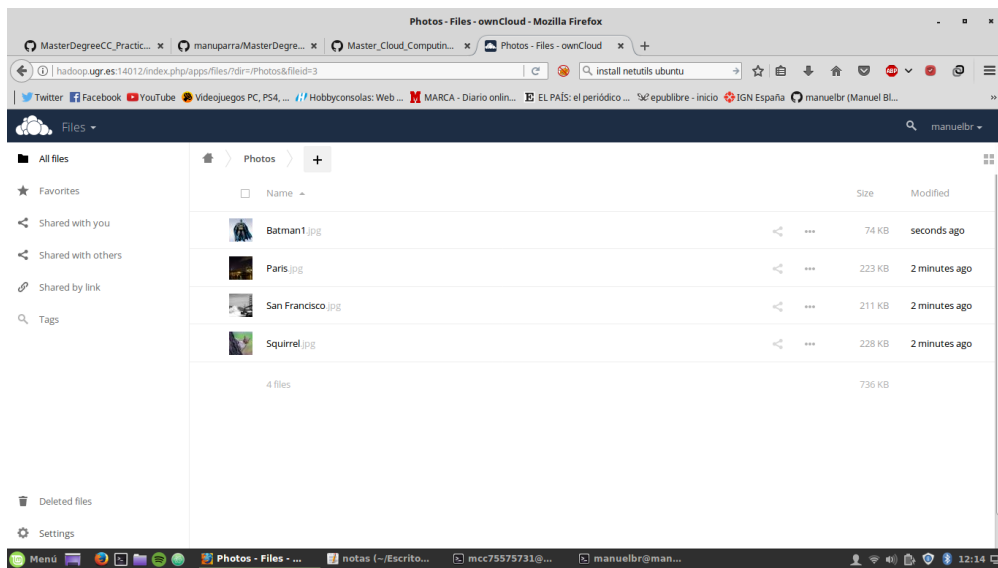 Photos - Files - ownCloud - Mozilla Firefox
MasterDegreeCC_Practic... × manuparra/MasterDegre... × Master_Cloud_Computin... × Photos - Files - ownCloud × +
hadoop.ugr.es:14012/index.php/apps/files/?dir=/Photos&fileid=3 install netutils ubuntu ABP
Twitter Facebook YouTube Videojuegos PC, PS4, ... Hobbyconsolas: Web ... MARCA - Diario onlin... EL PAÍS: el periódico ... epublibre - inicio IGN España manuelbr (Manuel Bl... »
Files manuelbr
All files
Photos +
Favorites
Name Size Modified
Shared with you
Batman1.jpg 74 KB seconds ago
Shared with others
Paris.jpg 223 KB 2 minutes ago
Shared by link
San Francisco.jpg 211 KB 2 minutes ago
Tags
Squirrel.jpg 228 KB 2 minutes ago
4 files 736 KB
Deleted files
Settings
Menú Photos - Files - ... notas (~/Escrito... mcc75575731@... manuelbr@man... 12:14